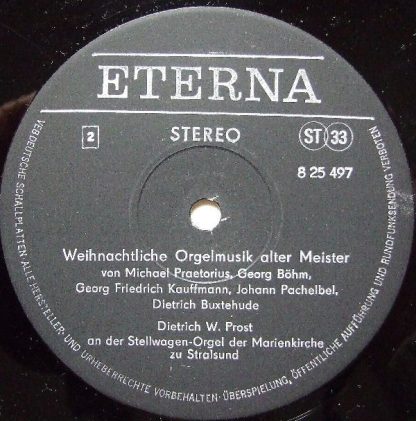 ETERNA
2
STEREO
ST 33
8 25 497
Weihnachtliche Orgelmusik alter Meister
von Michael Praetorius, Georg Böhm,
Georg Friedrich Kauffmann, Johann Pachelbel,
Dietrich Buxtehude
Dietrich W. Prost
an der Stellwagen-Orgel der Marienkirche
zu Stralsund
VEB DEUTSCHE SCHALLPLATTEN · ALLE HERSTELLER- UND URHEBERRECHTE VORBEHALTEN · ÜBERSPIELUNG, ÖFFENTLICHE AUFFÜHRUNG UND RUNDFUNKSENDUNG VERBOTEN